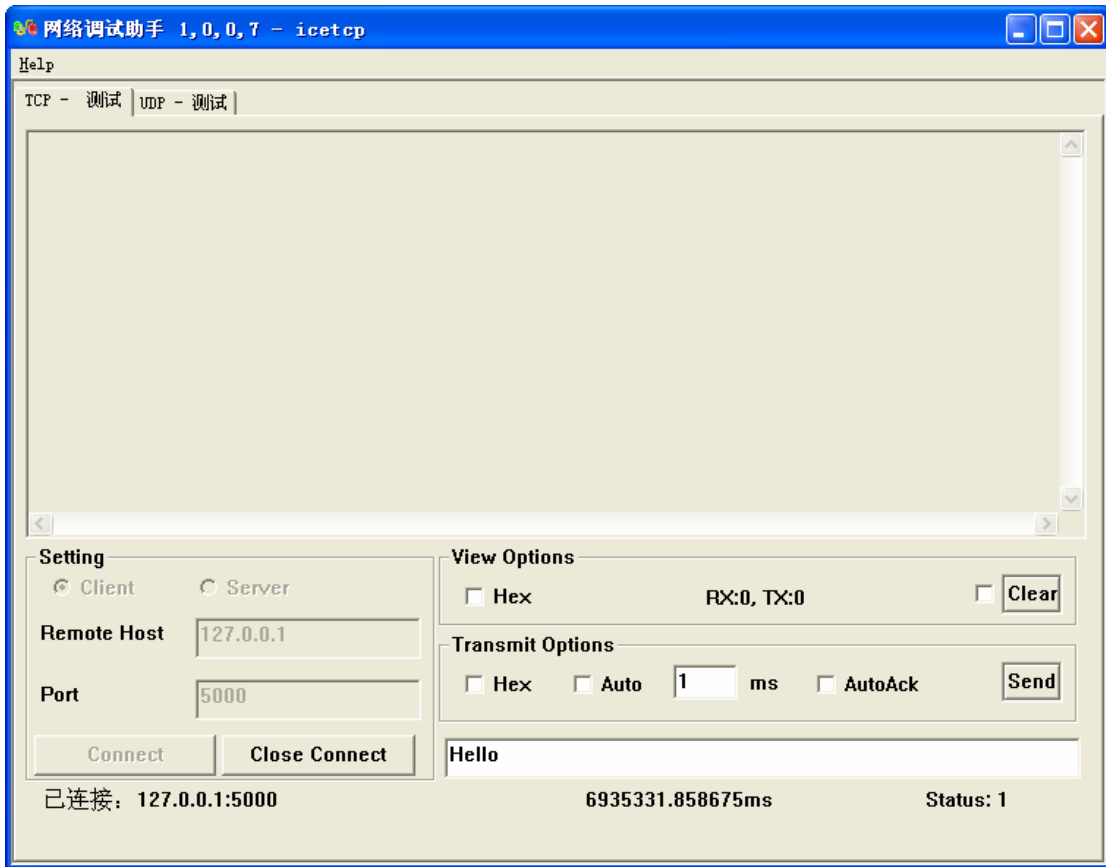 网络调试助手 1,0,0,7 - icetcp
Help
TCP - 测试 UDP - 测试
Setting
Client Server
Remote Host 127.0.0.1
Port 5000
Connect Close Connect
View Options
Hex RX:0, TX:0 Clear
Transmit Options
Hex Auto 1 ms AutoAck Send
Hello
已连接：127.0.0.1:5000 6935331.858675ms Status: 1